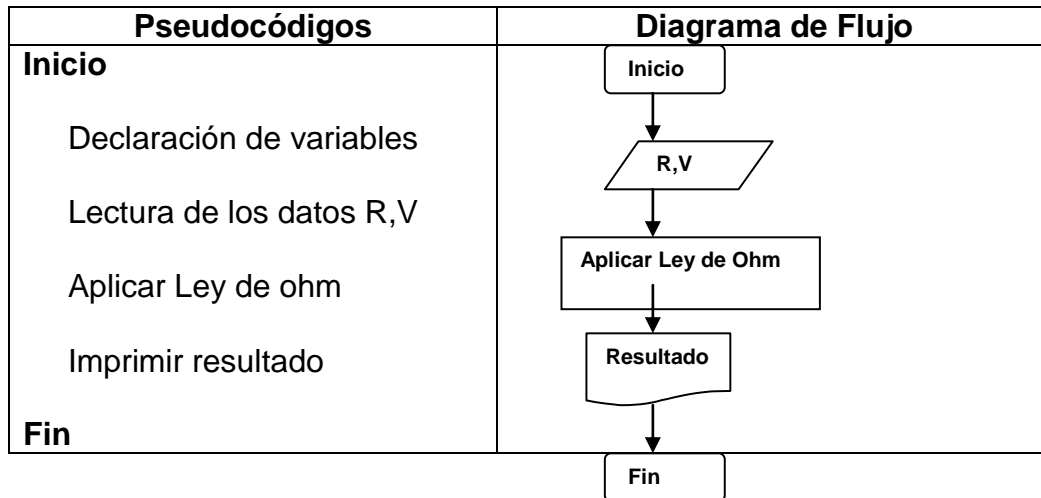 Pseudocódigos
Diagrama de Flujo
Inicio
Declaración de variables
Lectura de los datos R,V
Aplicar Ley de ohm
Imprimir resultado
Fin
Inicio
R,V
Aplicar Ley de Ohm
Resultado
Fin